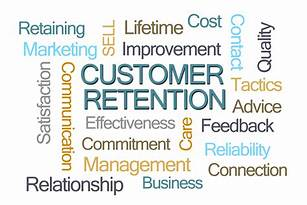 Retaining
Lifetime
Cost
Marketing
SELL
Improvement
Contact
Quality
CUSTOMER
RETENTION
Satisfaction
Communication
Tactics
Advice
Effectiveness
Care
Feedback
Commitment
Reliability
Management
Connection
Relationship
Business